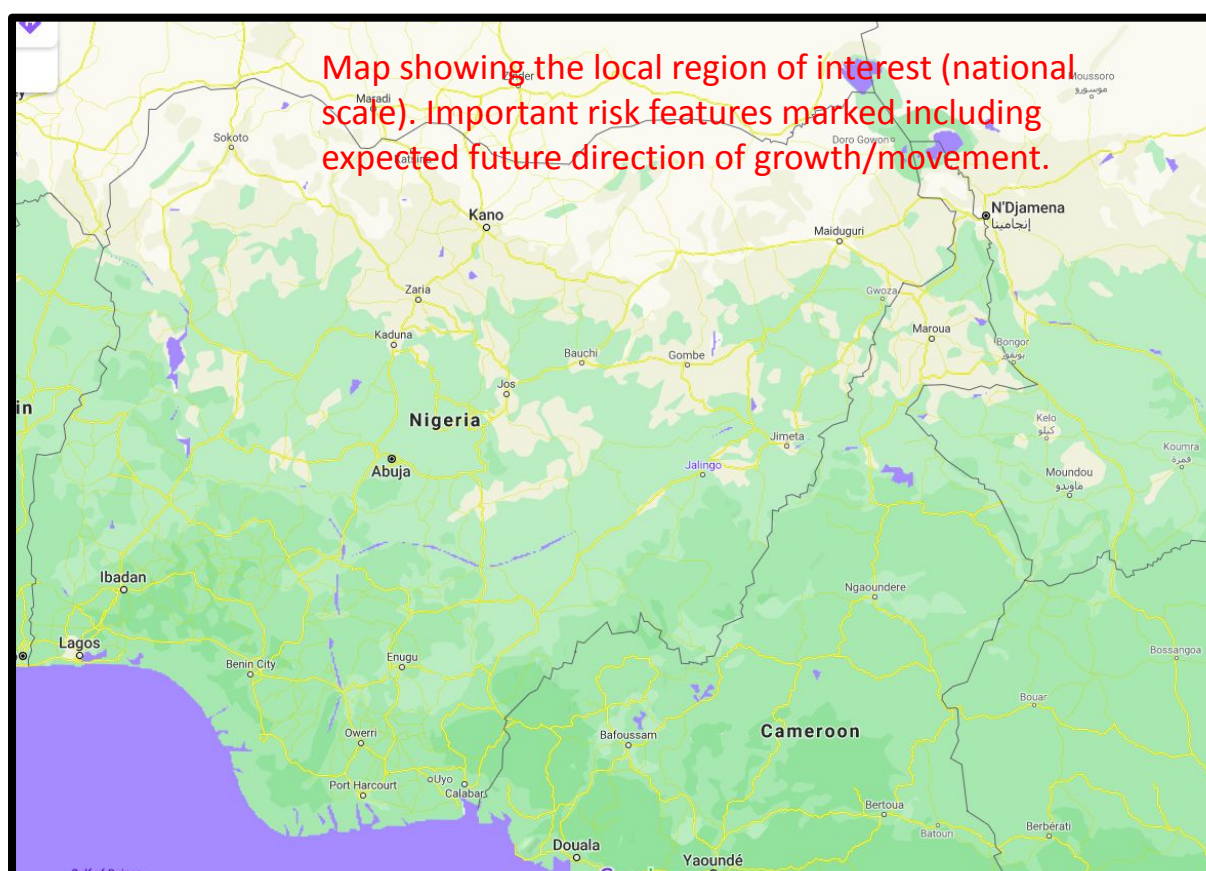 Map showing the local region of interest (national
scale). Important risk features marked including
expected future direction of growth/movement.
Moussoro
موسورو
Maradi
Sokoto
Katsina
Doro Gowon
Kano
N'Djamena
إنجامينا
Maiduguri
Zaria
Gwoza
Kaduna
Maroua
Bongor
بونقور
Bauchi
Gombe
Jos
in
Nigeria
Kelo
كيلو
Jimeta
Koumra
قمرة
Abuja
Jalingo
Moundou
ماوندو
Ibadan
Ngaoundere
Lagos
Benin City
Enugu
Bossangoa
Bouar
Owerri
Bafoussam
Cameroon
Port Harcourt
Uyo
Calabar
Bertoua
Batouri
Berbérati
Douala
Yaoundé